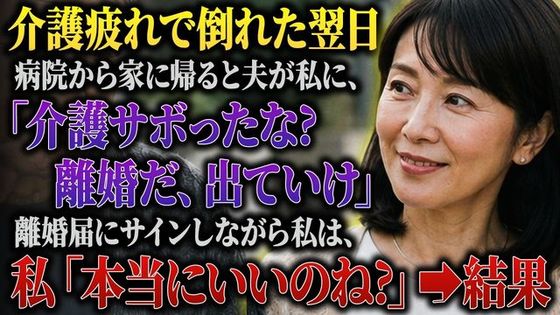 介護疲れで倒れた翌日
病院から家に帰ると夫が私に、
「介護サボったな?
離婚だ、出ていけ」
離婚届にサインしながら私は、
私「本当にいいのね?」➡結果